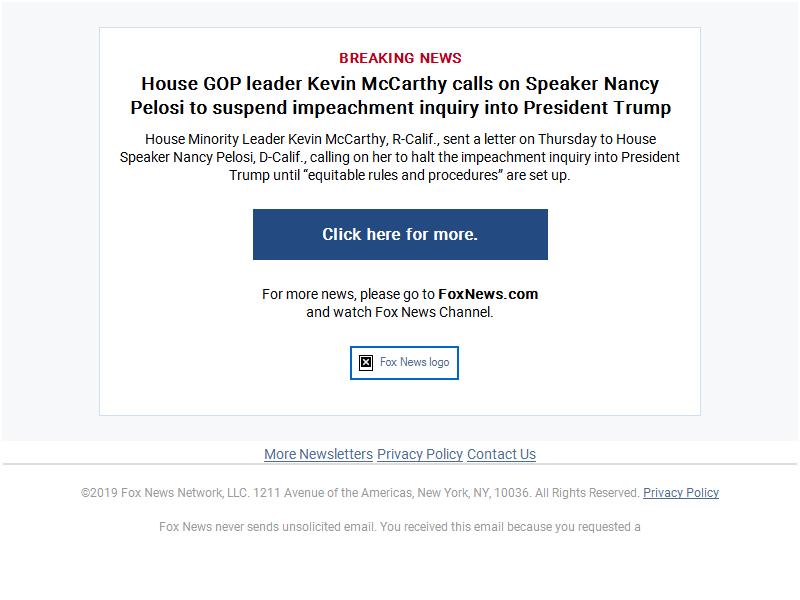 BREAKING NEWS
House GOP leader Kevin McCarthy calls on Speaker Nancy
Pelosi to suspend impeachment inquiry into President Trump
House Minority Leader Kevin McCarthy, R-Calif., sent a letter on Thursday to House
Speaker Nancy Pelosi, D-Calif., calling on her to halt the impeachment inquiry into President
Trump until “equitable rules and procedures” are set up.
Click here for more.
For more news, please go to FoxNews.com
and watch Fox News Channel.
Fox News logo
More Newsletters Privacy Policy Contact Us
©2019 Fox News Network, LLC. 1211 Avenue of the Americas, New York, NY, 10036. All Rights Reserved. Privacy Policy
Fox News never sends unsolicited email. You received this email because you requested a